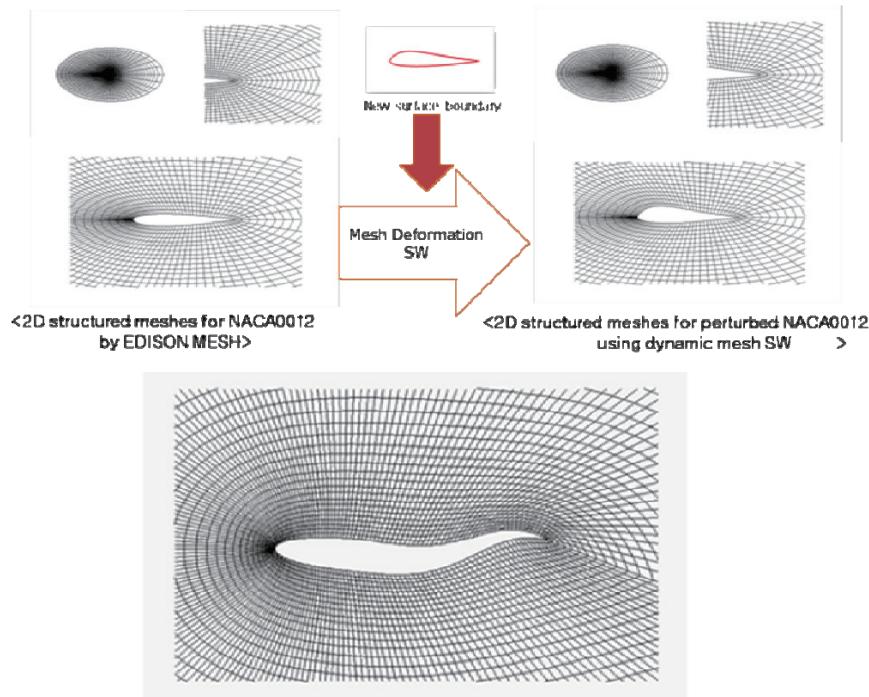 New surface boundary
Mesh Deformation
SW
<2D structured meshes for NACA0012
by EDISON MESH>
<2D structured meshes for perturbed NACA0012
using dynamic mesh SW >